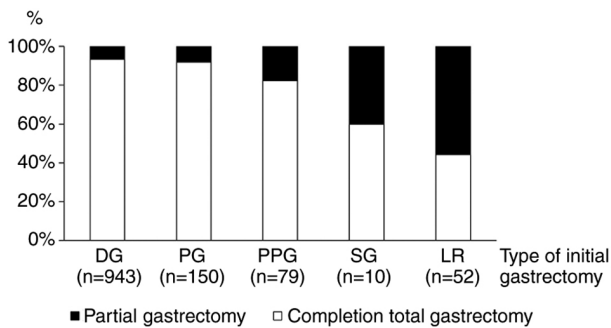 %
100%
80%
60%
40%
20%
0%
DG PG PPG SG LR Type of initial
(n=943) (n=150) (n=79) (n=10) (n=52) gastrectomy
■ Partial gastrectomy □ Completion total gastrectomy